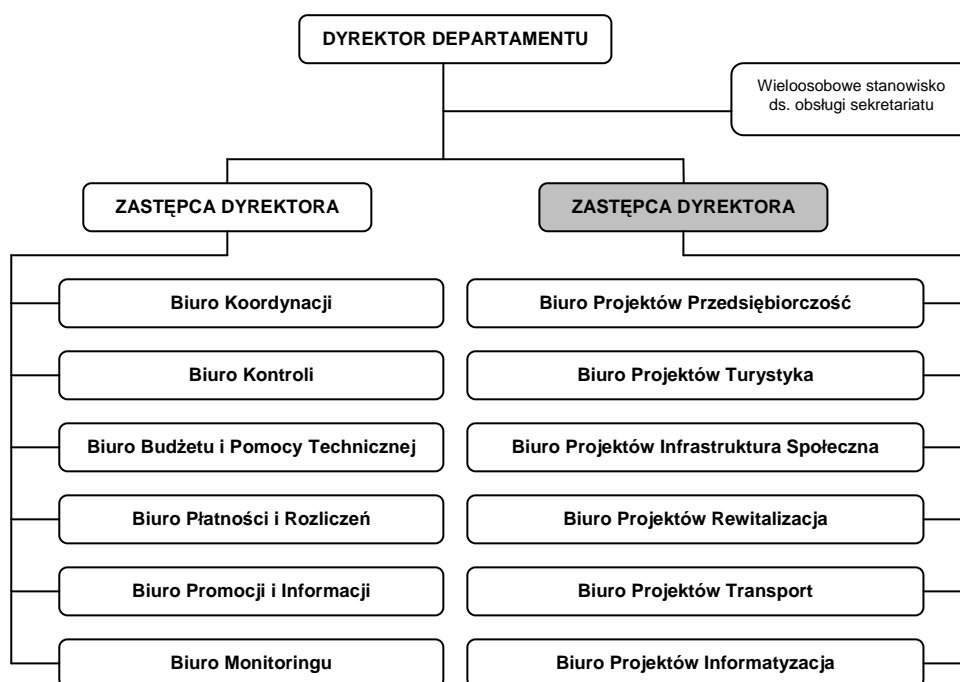 DYREKTOR DEPARTAMENTU
Wieloosobowe stanowisko
ds. obsługi sekretariatu
ZASTĘPCA DYREKTORA
ZASTĘPCA DYREKTORA
Biuro Koordynacji
Biuro Projektów Przedsiębiorczość
Biuro Kontroli
Biuro Projektów Turystyka
Biuro Budżetu i Pomocy Technicznej
Biuro Projektów Infrastruktura Społeczna
Biuro Płatności i Rozliczeń
Biuro Projektów Rewitalizacja
Biuro Promocji i Informacji
Biuro Projektów Transport
Biuro Monitoringu
Biuro Projektów Informatyzacja